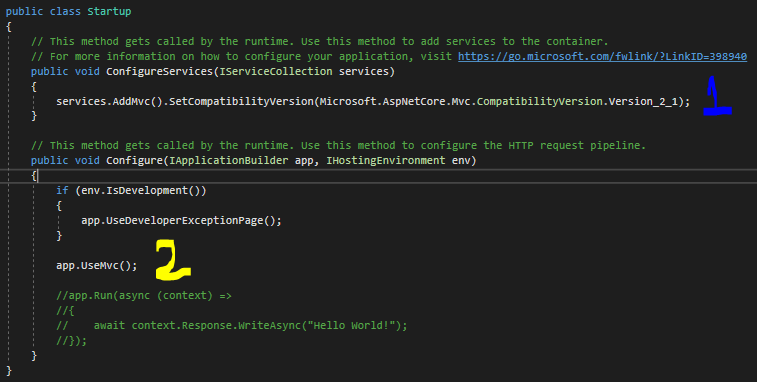 public class Startup
{
// This method gets called by the runtime. Use this method to add services to the container.
// For more information on how to configure your application, visit https://go.microsoft.com/fwlink/?LinkID=398940
public void ConfigureServices(IServiceCollection services)
{
services.AddMvc().SetCompatibilityVersion(Microsoft.AspNetCore.Mvc.CompatibilityVersion.Version_2_1);
1
}
// This method gets called by the runtime. Use this method to configure the HTTP request pipeline.
public void Configure(IApplicationBuilder app, IHostingEnvironment env)
{
if (env.IsDevelopment())
{
app.UseDeveloperExceptionPage();
}
app.UseMvc();
2
//app.Run(async (context) =>
//{
//    await context.Response.WriteAsync("Hello World!");
//});
}
}